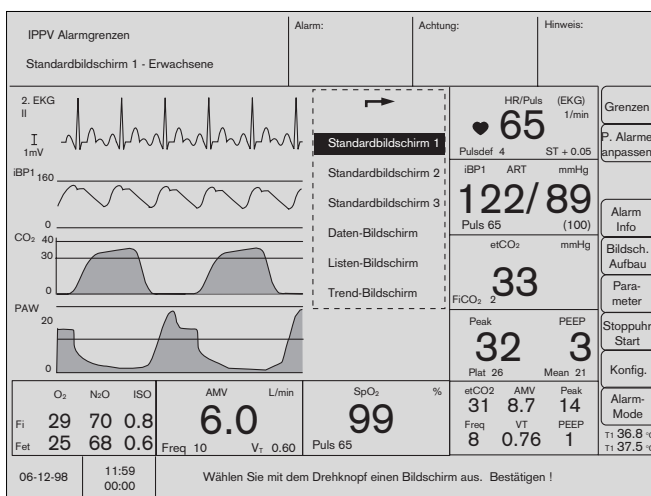 IPPV Alarmgrenzen
Standardbildschirm 1 - Erwachsene
Alarm:
Achtung:
Hinweis:
2. EKG
II
I
1mV
iBP1 160
0
CO₂ 40
30
0
PAW
20
0
Standardbildschirm 1
Standardbildschirm 2
Standardbildschirm 3
Daten-Bildschirm
Listen-Bildschirm
Trend-Bildschirm
HR/Puls (EKG)
1/min
65
Pulsdef 4 ST + 0.05
iBP1 ART mmHg
122/ 89
Puls 65 (100)
etCO₂ mmHg
33
FiCO₂ 2
Peak PEEP
32 3
Plat 26 Mean 21
Grenzen
P. Alarme
anpassen
Alarm
Info
Bildsch.
Aufbau
Para-
meter
Stoppuhr
Start
Konfig.
Alarm-
Mode
T1 36.8 °C
T1 37.5 °C
O₂ N₂O ISO
Fi 29 70 0.8
Fet 25 68 0.6
AMV L/min
6.0
Freq 10 VT 0.60
SpO₂ %
99
Puls 65
etCO2 AMV Peak
31 8.7 14
Freq VT PEEP
8 0.76 1
06-12-98
11:59
00:00
Wählen Sie mit dem Drehknopf einen Bildschirm aus. Bestätigen !